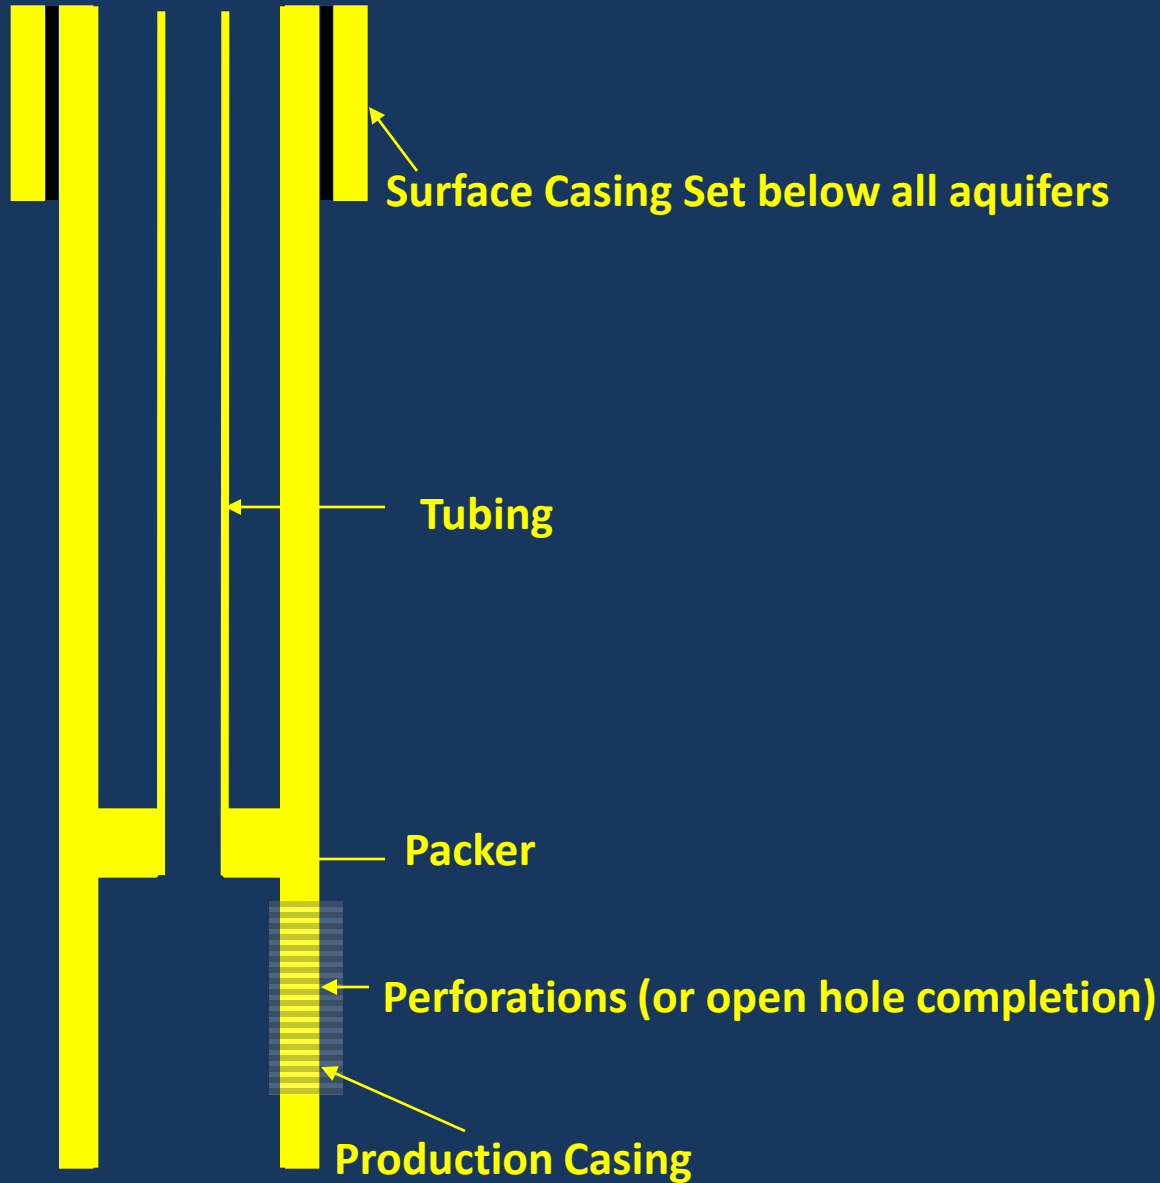 Surface Casing Set below all aquifers
Tubing
Packer
Perforations (or open hole completion)
Production Casing